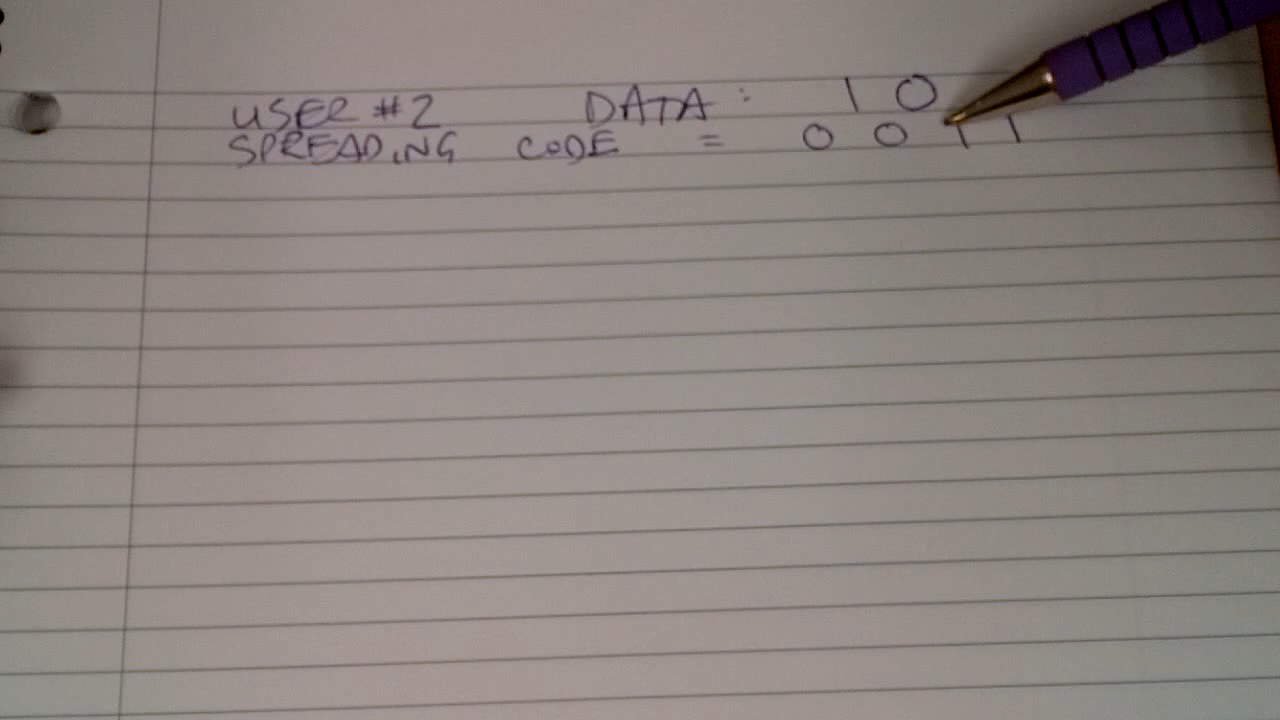 USER #2 DATA: 1 0
SPREADING CODE = 0 0 1 1